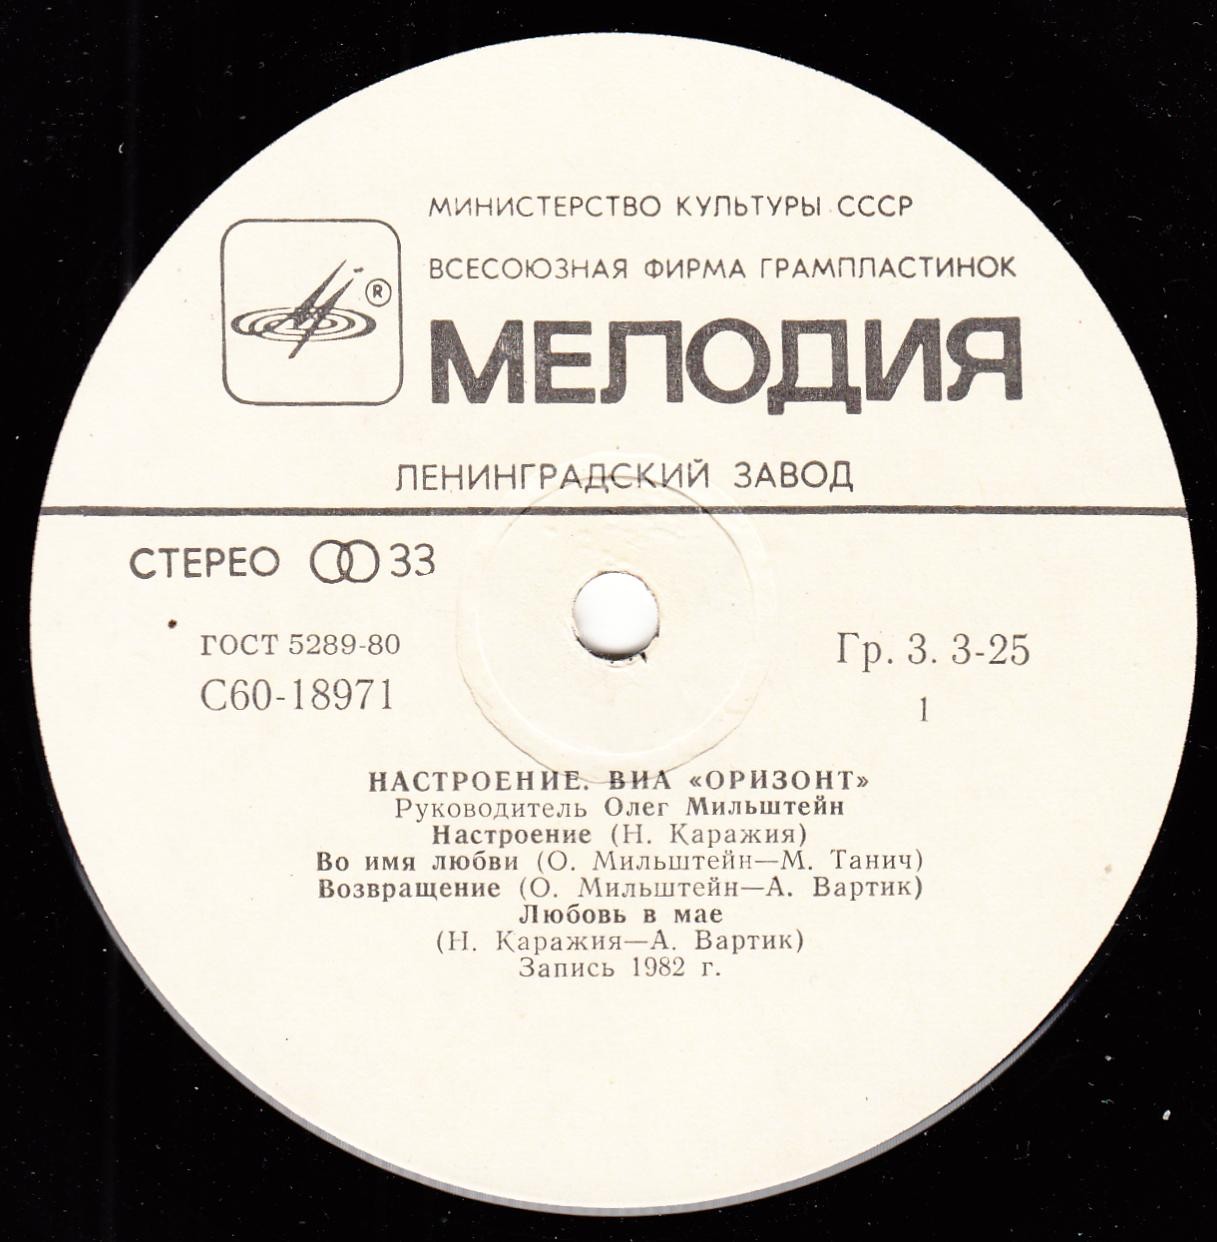 МИНИСТЕРСТВО КУЛЬТУРЫ СССР
ВСЕСОЮЗНАЯ ФИРМА ГРАМПЛАСТИНОК
®
МЕЛОДИЯ
ЛЕНИНГРАДСКИЙ ЗАВОД
СТЕРЕО 33
ГОСТ 5289-80
Гр. 3. 3-25
С60-18971
1
НАСТРОЕНИЕ. ВИА «ОРИЗОНТ»
Руководитель Олег Мильштейн
Настроение (Н. Каражия)
Во имя любви (О. Мильштейн—М. Танич)
Возвращение (О. Мильштейн—А. Вартик)
Любовь в мае
(Н. Каражия—А. Вартик)
Запись 1982 г.